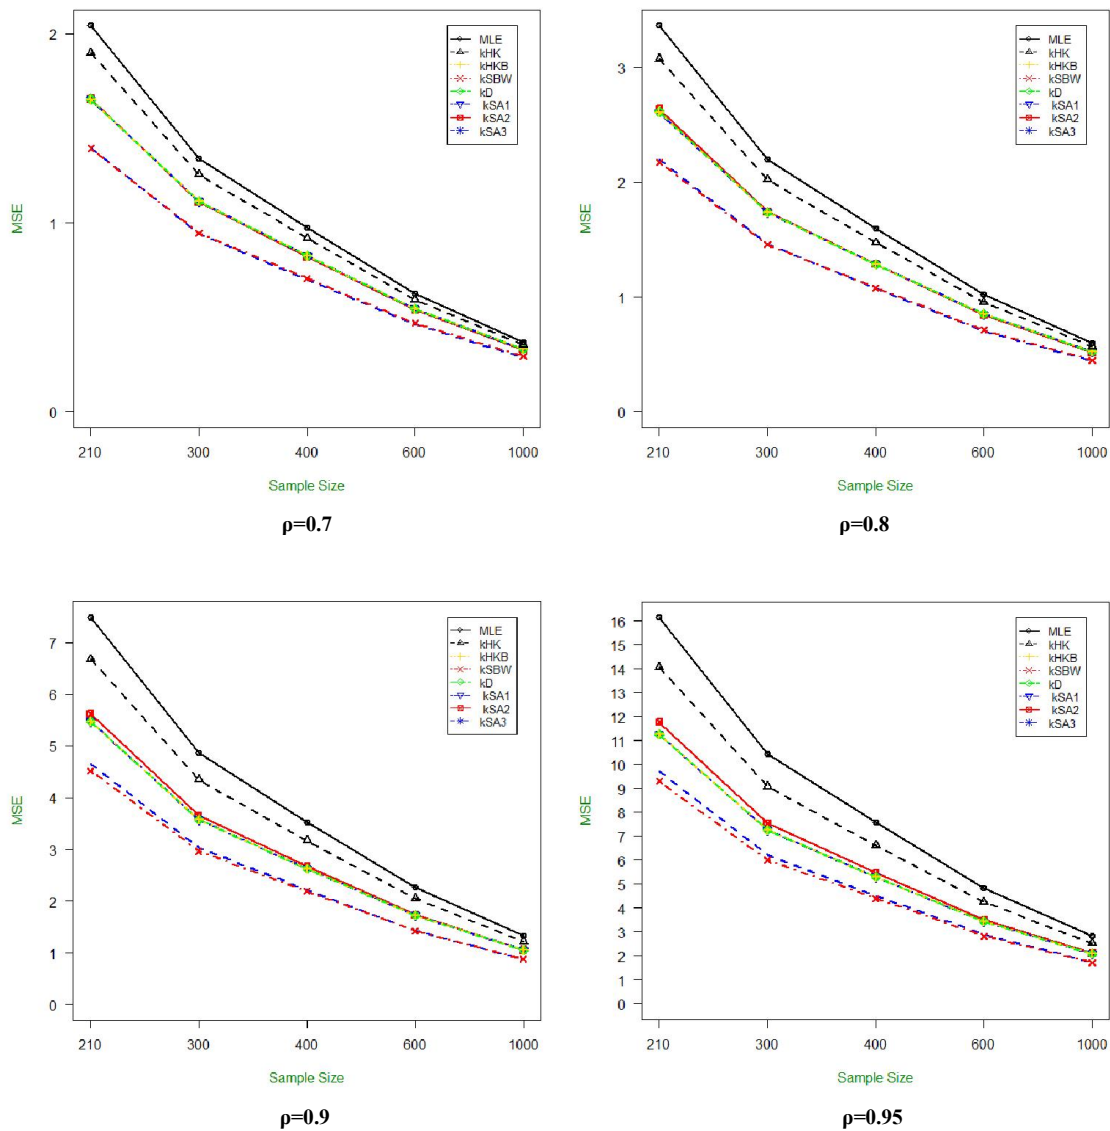 MSE
2
1
0
MLE
kHK
kHKB
kSBW
kD
kSA1
kSA2
kSA3
210 300 400 600 1000
Sample Size
ρ=0.7
MSE
3
2
1
0
MLE
kHK
kHKB
kSBW
kD
kSA1
kSA2
kSA3
210 300 400 600 1000
Sample Size
ρ=0.8
MSE
7
6
5
4
3
2
1
0
MLE
kHK
kHKB
kSBW
kD
kSA1
kSA2
kSA3
210 300 400 600 1000
Sample Size
ρ=0.9
MSE
16
15
14
13
12
11
10
9
8
7
6
5
4
3
2
1
0
MLE
kHK
kHKB
kSBW
kD
kSA1
kSA2
kSA3
210 300 400 600 1000
Sample Size
ρ=0.95